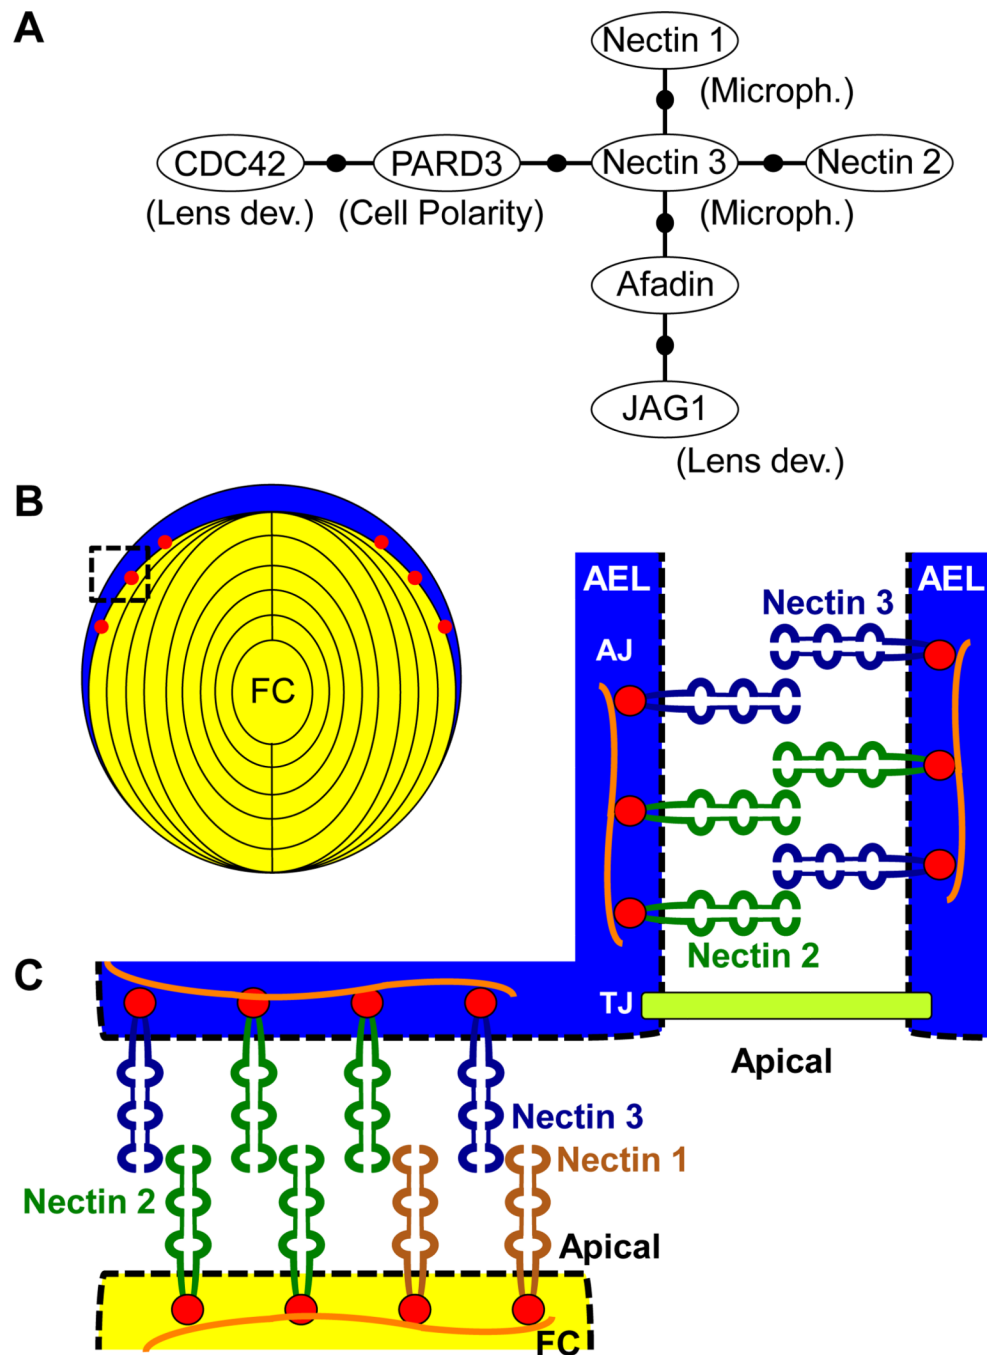 A
Nectin 1
(Microph.)
CDC42
PARD3
Nectin 3
Nectin 2
(Lens dev.)
(Cell Polarity)
(Microph.)
Afadin
JAG1
(Lens dev.)
B
FC
AEL
AEL
Nectin 3
AJ
Nectin 2
TJ
Apical
C
Nectin 3
Nectin 1
Nectin 2
Apical
FC